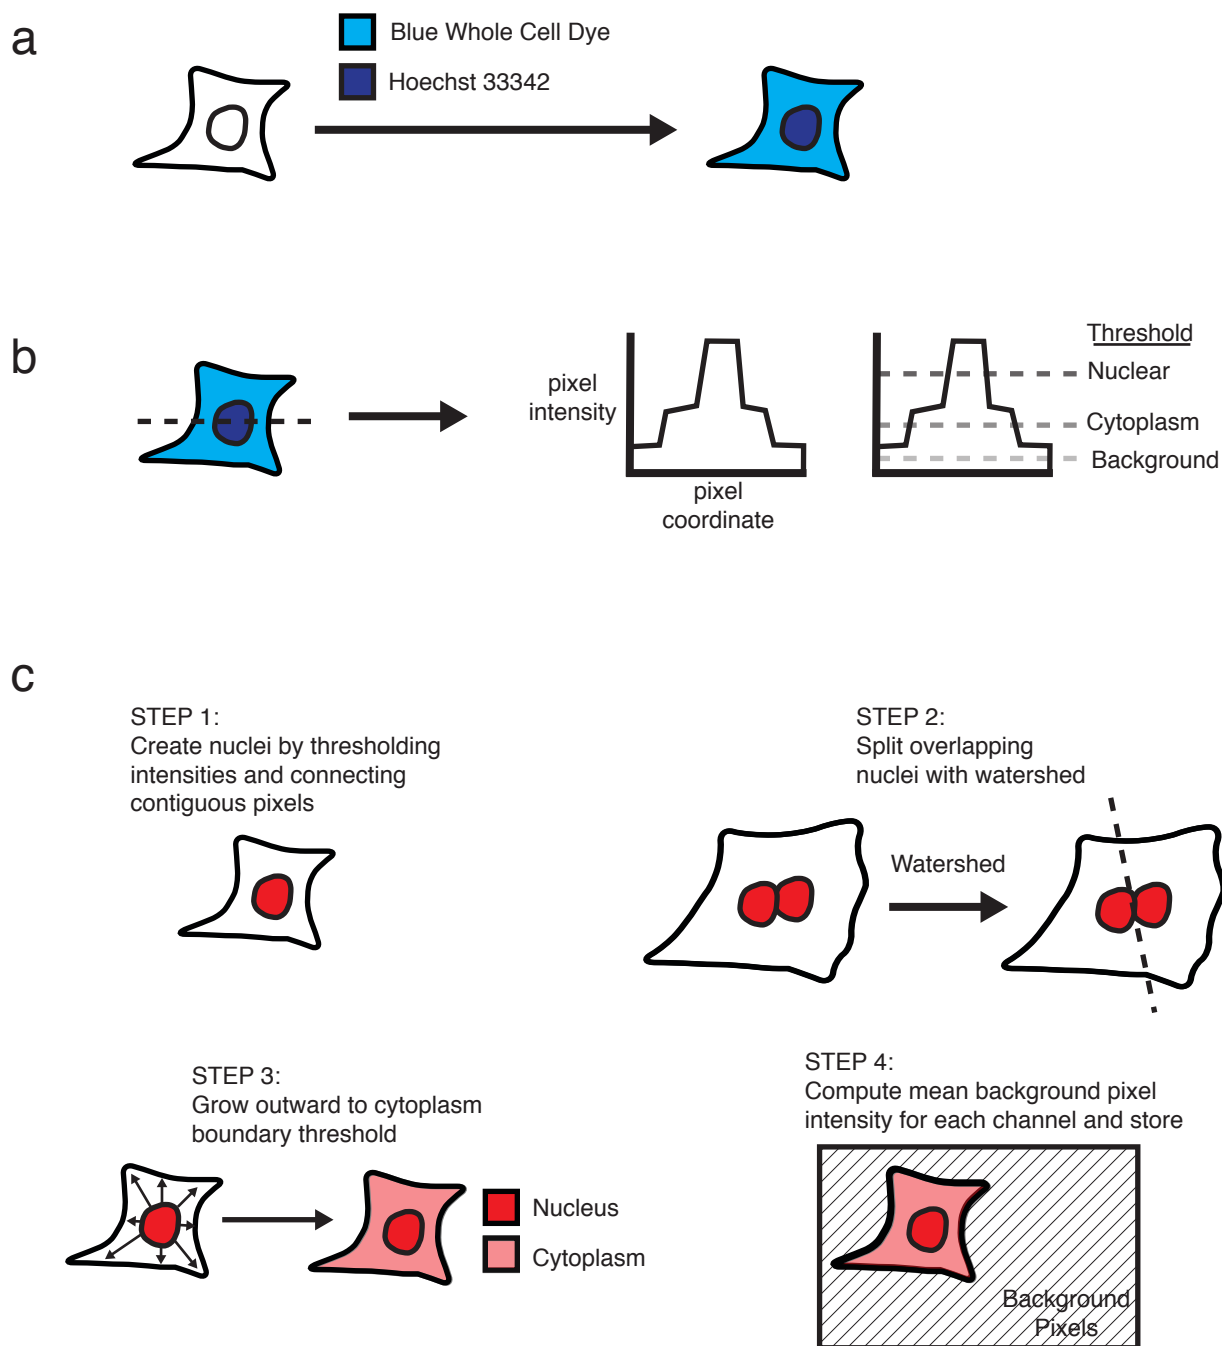 a
Blue Whole Cell Dye
Hoechst 33342
b
pixel
intensity
pixel
coordinate
Threshold
Nuclear
Cytoplasm
Background
c
STEP 1:
Create nuclei by thresholding
intensities and connecting
contiguous pixels
STEP 2:
Split overlapping
nuclei with watershed
Watershed
STEP 3:
Grow outward to cytoplasm
boundary threshold
Nucleus
Cytoplasm
STEP 4:
Compute mean background pixel
intensity for each channel and store
Background
Pixels